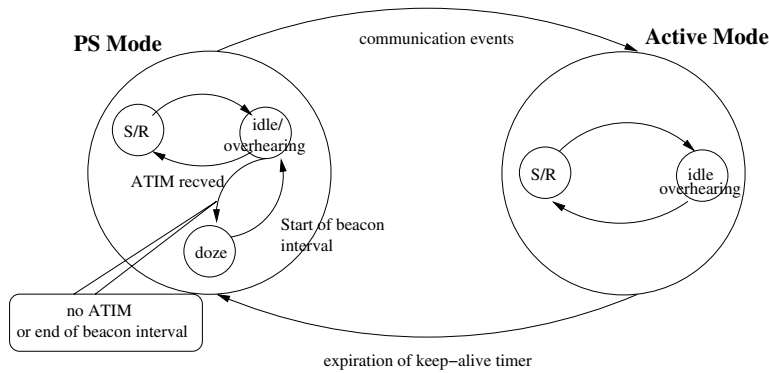 PS Mode
communication events
Active Mode
S/R
idle/
overhearing
ATIM recved
Start of beacon
interval
doze
no ATIM
or end of beacon interval
S/R
idle
overhearing
expiration of keep−alive timer